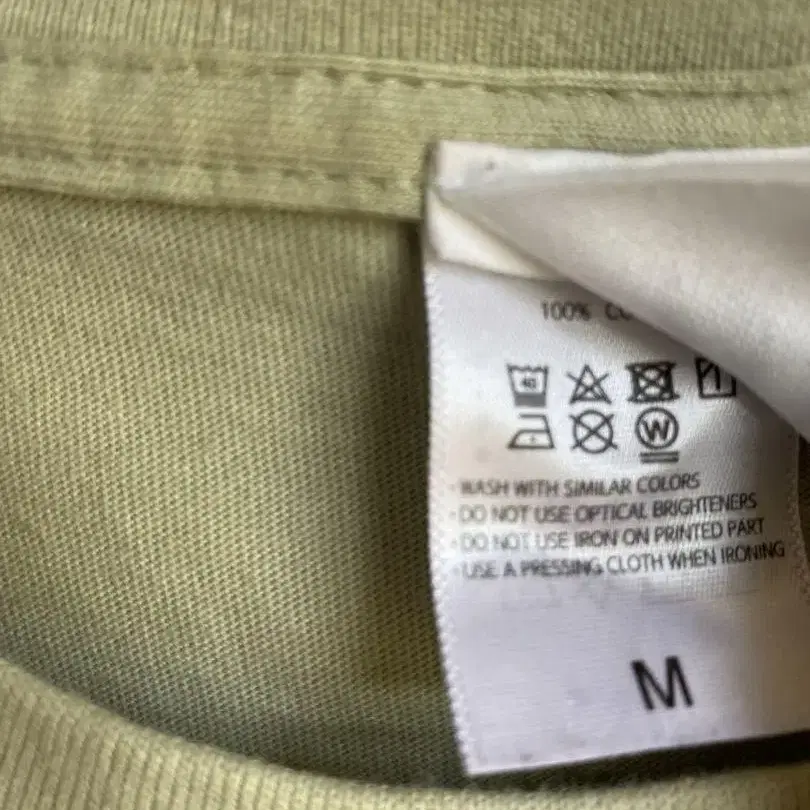 100%
40
W
WASH WITH SIMILAR COLORS
·DO NOT USE OPTICAL BRIGHTENERS
·DO NOT USE IRON ON PRINTED PART
·USE A PRESSING CLOTH WHEN IRONING
M